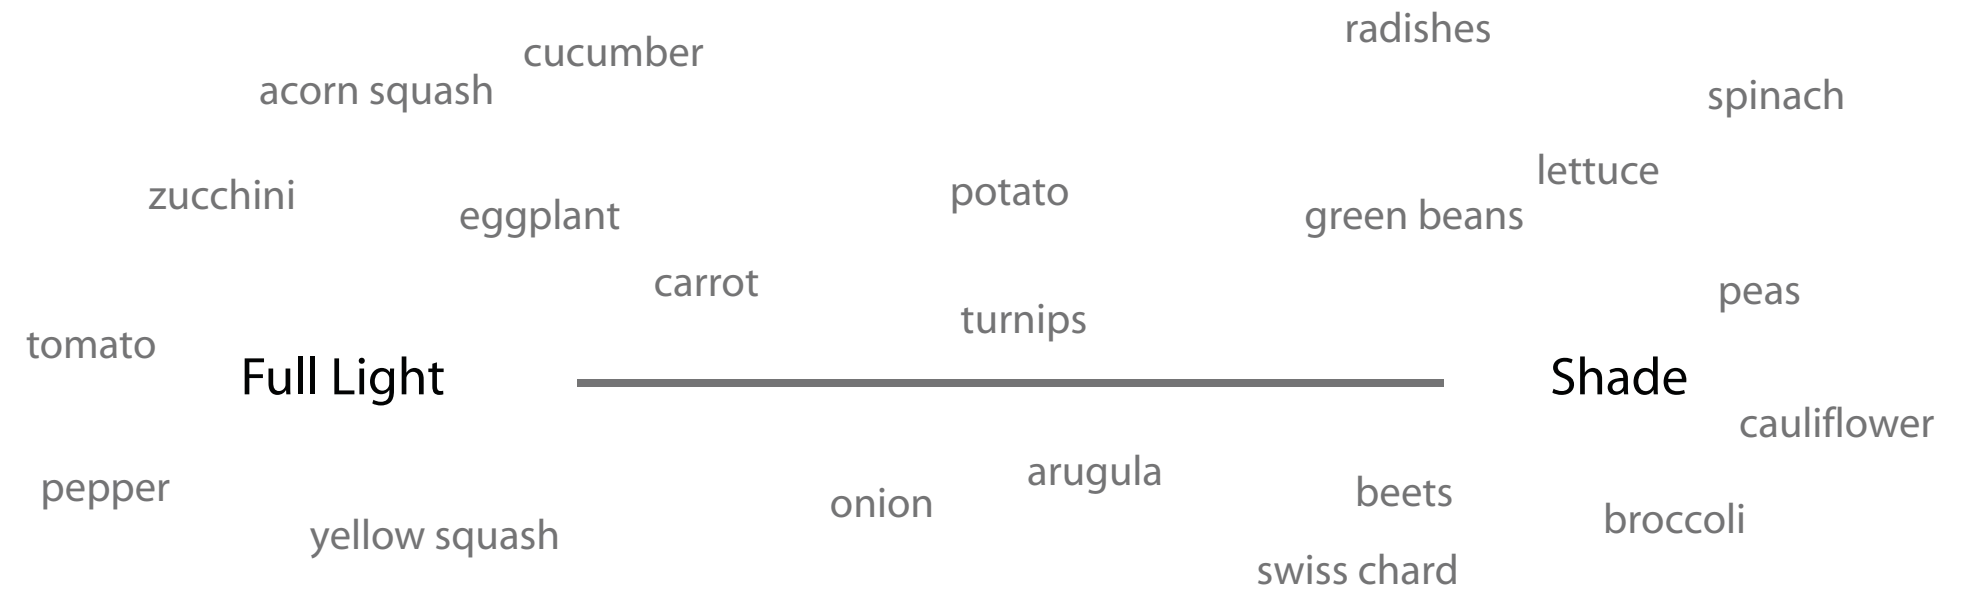 radishes
cucumber
acorn squash
spinach
lettuce
zucchini
eggplant
potato
green beans
carrot
peas
turnips
tomato
Full Light
Shade
cauliflower
arugula
pepper
onion
beets
yellow squash
broccoli
swiss chard